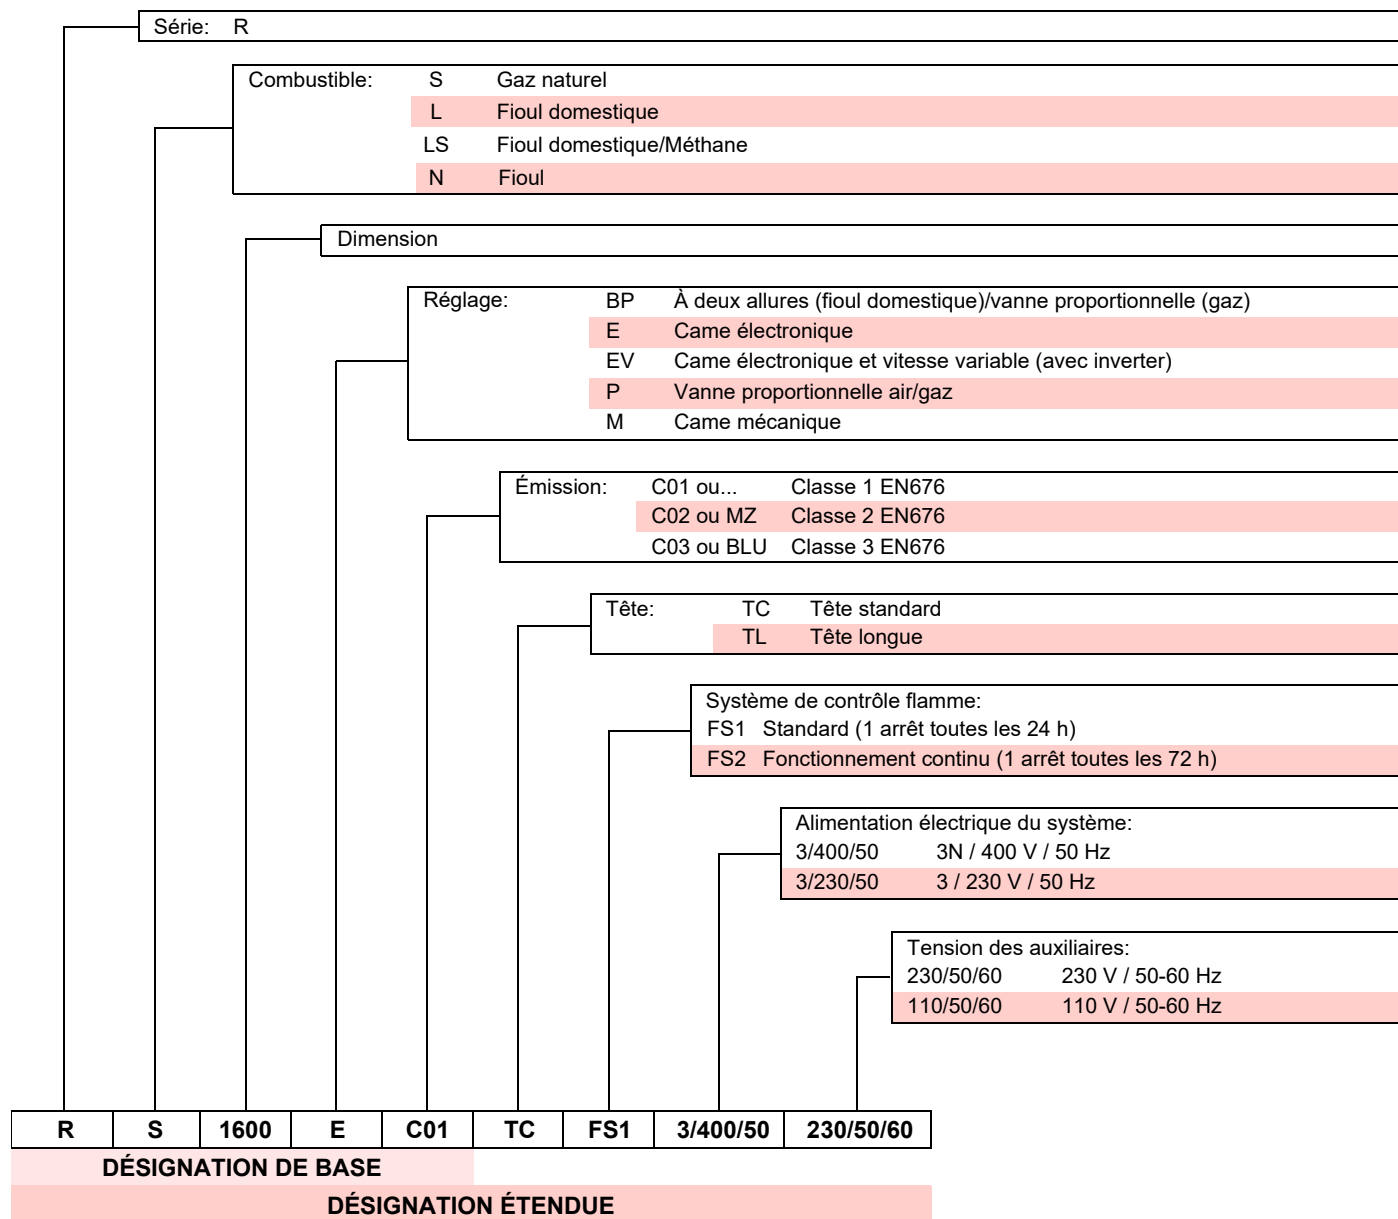 Série: R
Combustible: S Gaz naturel
L Fioul domestique
LS Fioul domestique/Méthane
N Fioul
Dimension
Réglage: BP À deux allures (fioul domestique)/vanne proportionnelle (gaz)
E Came électronique
EV Came électronique et vitesse variable (avec inverter)
P Vanne proportionnelle air/gaz
M Came mécanique
Émission: C01 ou... Classe 1 EN676
C02 ou MZ Classe 2 EN676
C03 ou BLU Classe 3 EN676
Tête: TC Tête standard
TL Tête longue
Système de contrôle flamme:
FS1 Standard (1 arrêt toutes les 24 h)
FS2 Fonctionnement continu (1 arrêt toutes les 72 h)
Alimentation électrique du système:
3/400/50 3N / 400 V / 50 Hz
3/230/50 3 / 230 V / 50 Hz
Tension des auxiliaires:
230/50/60 230 V / 50-60 Hz
110/50/60 110 V / 50-60 Hz
R S 1600 E C01 TC FS1 3/400/50 230/50/60
DÉSIGNATION DE BASE
DÉSIGNATION ÉTENDUE